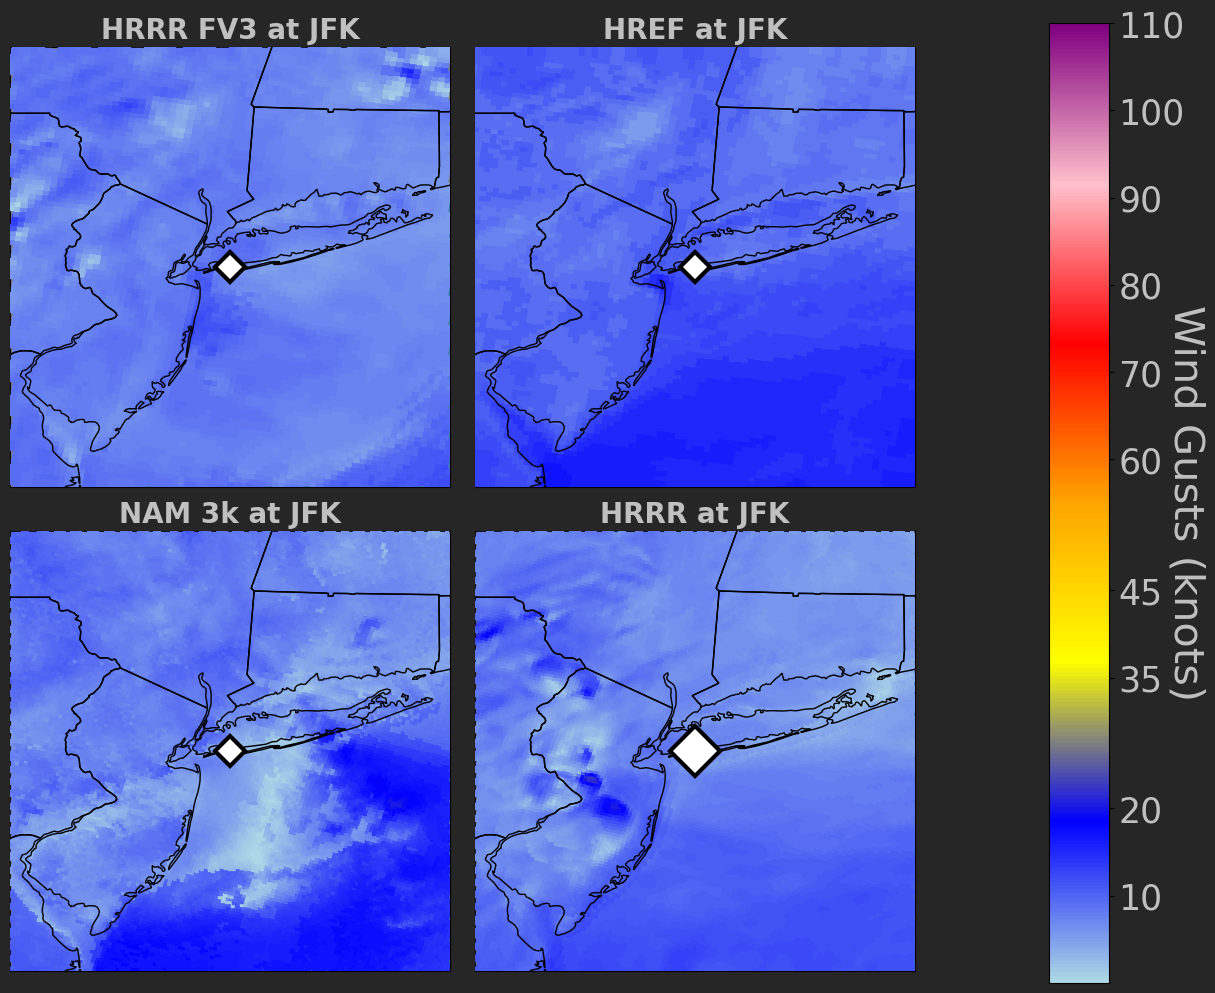 HRRR FV3 at JFK
HREF at JFK
NAM 3k at JFK
HRRR at JFK
110
100
90
80
70
60
45
35
20
10
Wind Gusts (knots)